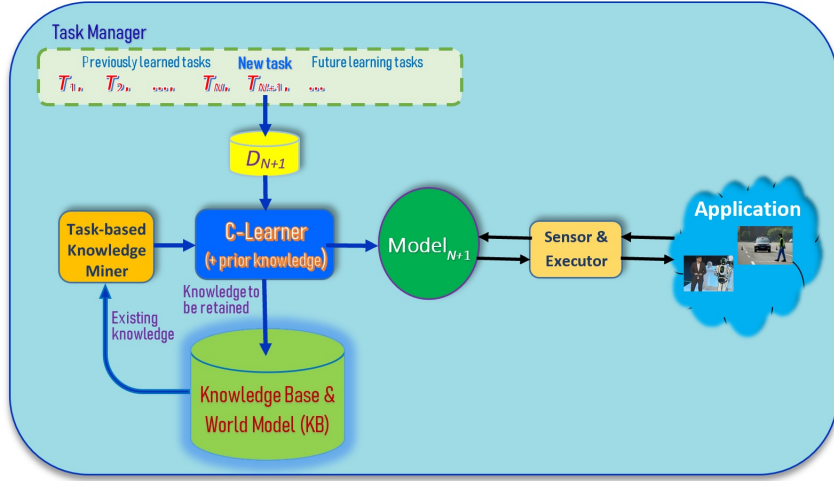 Task Manager
Previously learned tasks New task Future learning tasks
T1, T2, ...., TN, TN+1, ...
DN+1
Task-based
Knowledge
Miner
C-Learner
(+ prior knowledge)
ModelN+1
Sensor &
Executor
Application
Knowledge to
be retained
Existing
knowledge
Knowledge Base &
World Model (KB)